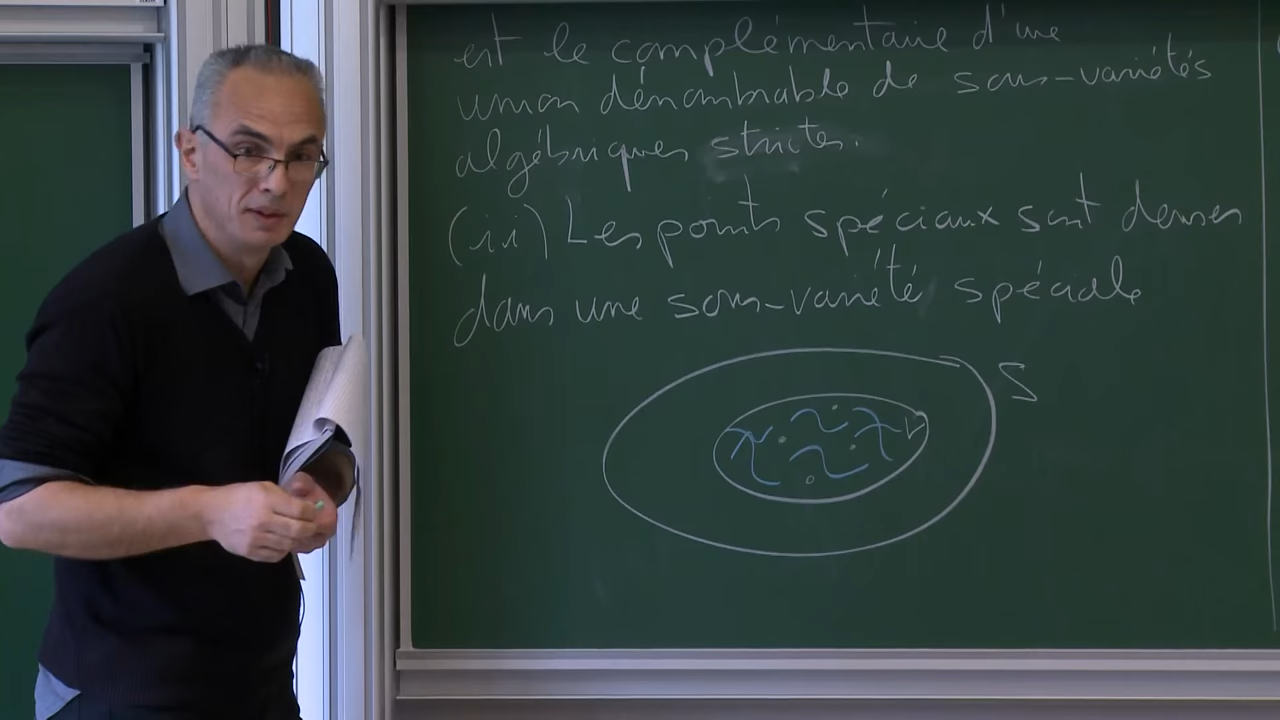 est le complémentaire d'une
union dénombrable de sous-variétés
algébriques strictes.
(ii) Les points spéciaux sont denses
dans une sous-variété spéciale
S
V